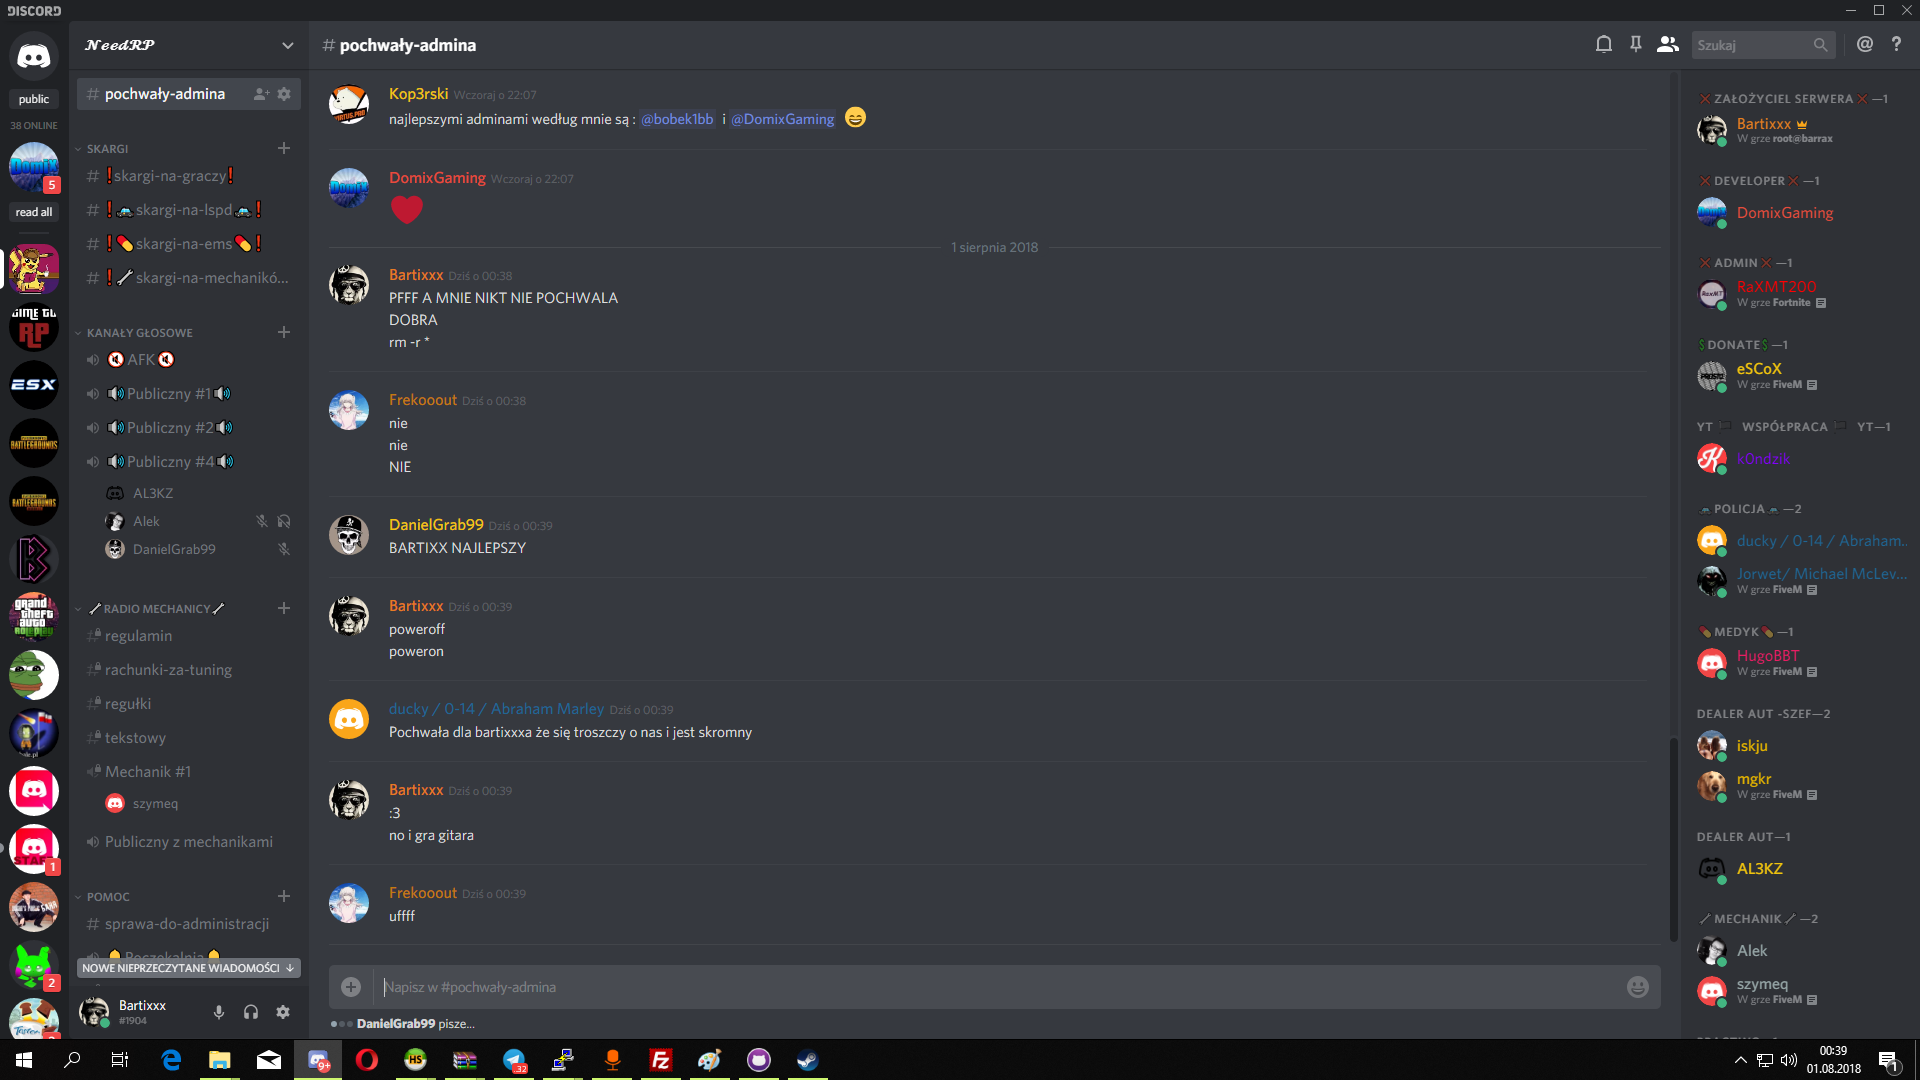 DISCORD
public
38 ONLINE
5
read all
1
2
𝓝𝓮𝓮𝓭𝓡𝓟
pochwały-admina
SKARGI
skargi-na-graczy
skargi-na-lspd
skargi-na-ems
skargi-na-mechanikó...
KANAŁY GŁOSOWE
AFK
Publiczny #1
Publiczny #2
Publiczny #4
AL3KZ
Alek
DanielGrab99
RADIO MECHANICY
regulamin
rachunki-za-tuning
regułki
tekstowy
Mechanik #1
szymeq
Publiczny z mechanikami
POMOC
sprawa-do-administracji
Poczekalnia
NOWE NIEPRZECZYTANE WIADOMOŚCI ↓
Bartixxx
#1904
# pochwały-admina
Szukaj
@ ?
Kop3rski Wczoraj o 22:07
najlepszymi adminami według mnie są : @bobek1bb i @DomixGaming
DomixGaming Wczoraj o 22:07
1 sierpnia 2018
Bartixxx Dziś o 00:38
PFFF A MNIE NIKT NIE POCHWALA
DOBRA
rm -r *
Frekooout Dziś o 00:38
nie
nie
NIE
DanielGrab99 Dziś o 00:39
BARTIXX NAJLEPSZY
Bartixxx Dziś o 00:39
poweroff
poweron
ducky / 0-14 / Abraham Marley Dziś o 00:39
Pochwała dla bartixxxa że się troszczy o nas i jest skromny
Bartixxx Dziś o 00:39
:3
no i gra gitara
Frekooout Dziś o 00:39
uffff
Napisz w #pochwały-admina
DanielGrab99 pisze...
ZAŁOŻYCIEL SERWERA—1
Bartixxx
W grze root@barrax
DEVELOPER—1
DomixGaming
ADMIN—1
RaXMT200
W grze Fortnite
$DONATE$—1
eSCoX
W grze FiveM
YT WSPÓŁPRACA YT—1
k0ndzik
POLICJA—2
ducky / 0-14 / Abraham..
Jorwet/ Michael McLev...
W grze FiveM
MEDYK—1
HugoBBT
W grze FiveM
DEALER AUT -SZEF—2
iskju
mgkr
W grze FiveM
DEALER AUT—1
AL3KZ
MECHANIK—2
Alek
szymeq
W grze FiveM
00:39
01.08.2018